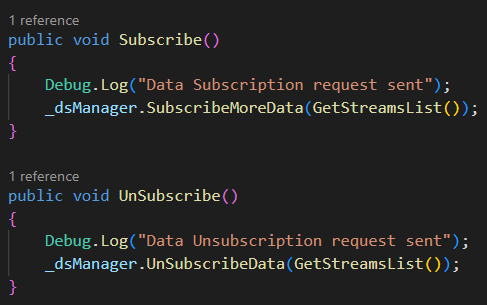 1 reference
public void Subscribe()
{
    Debug.Log("Data Subscription request sent");
    _dsManager.SubscribeMoreData(GetStreamsList());
}
1 reference
public void UnSubscribe()
{
    Debug.Log("Data Unsubscription request sent");
    _dsManager.UnSubscribeData(GetStreamsList());
}